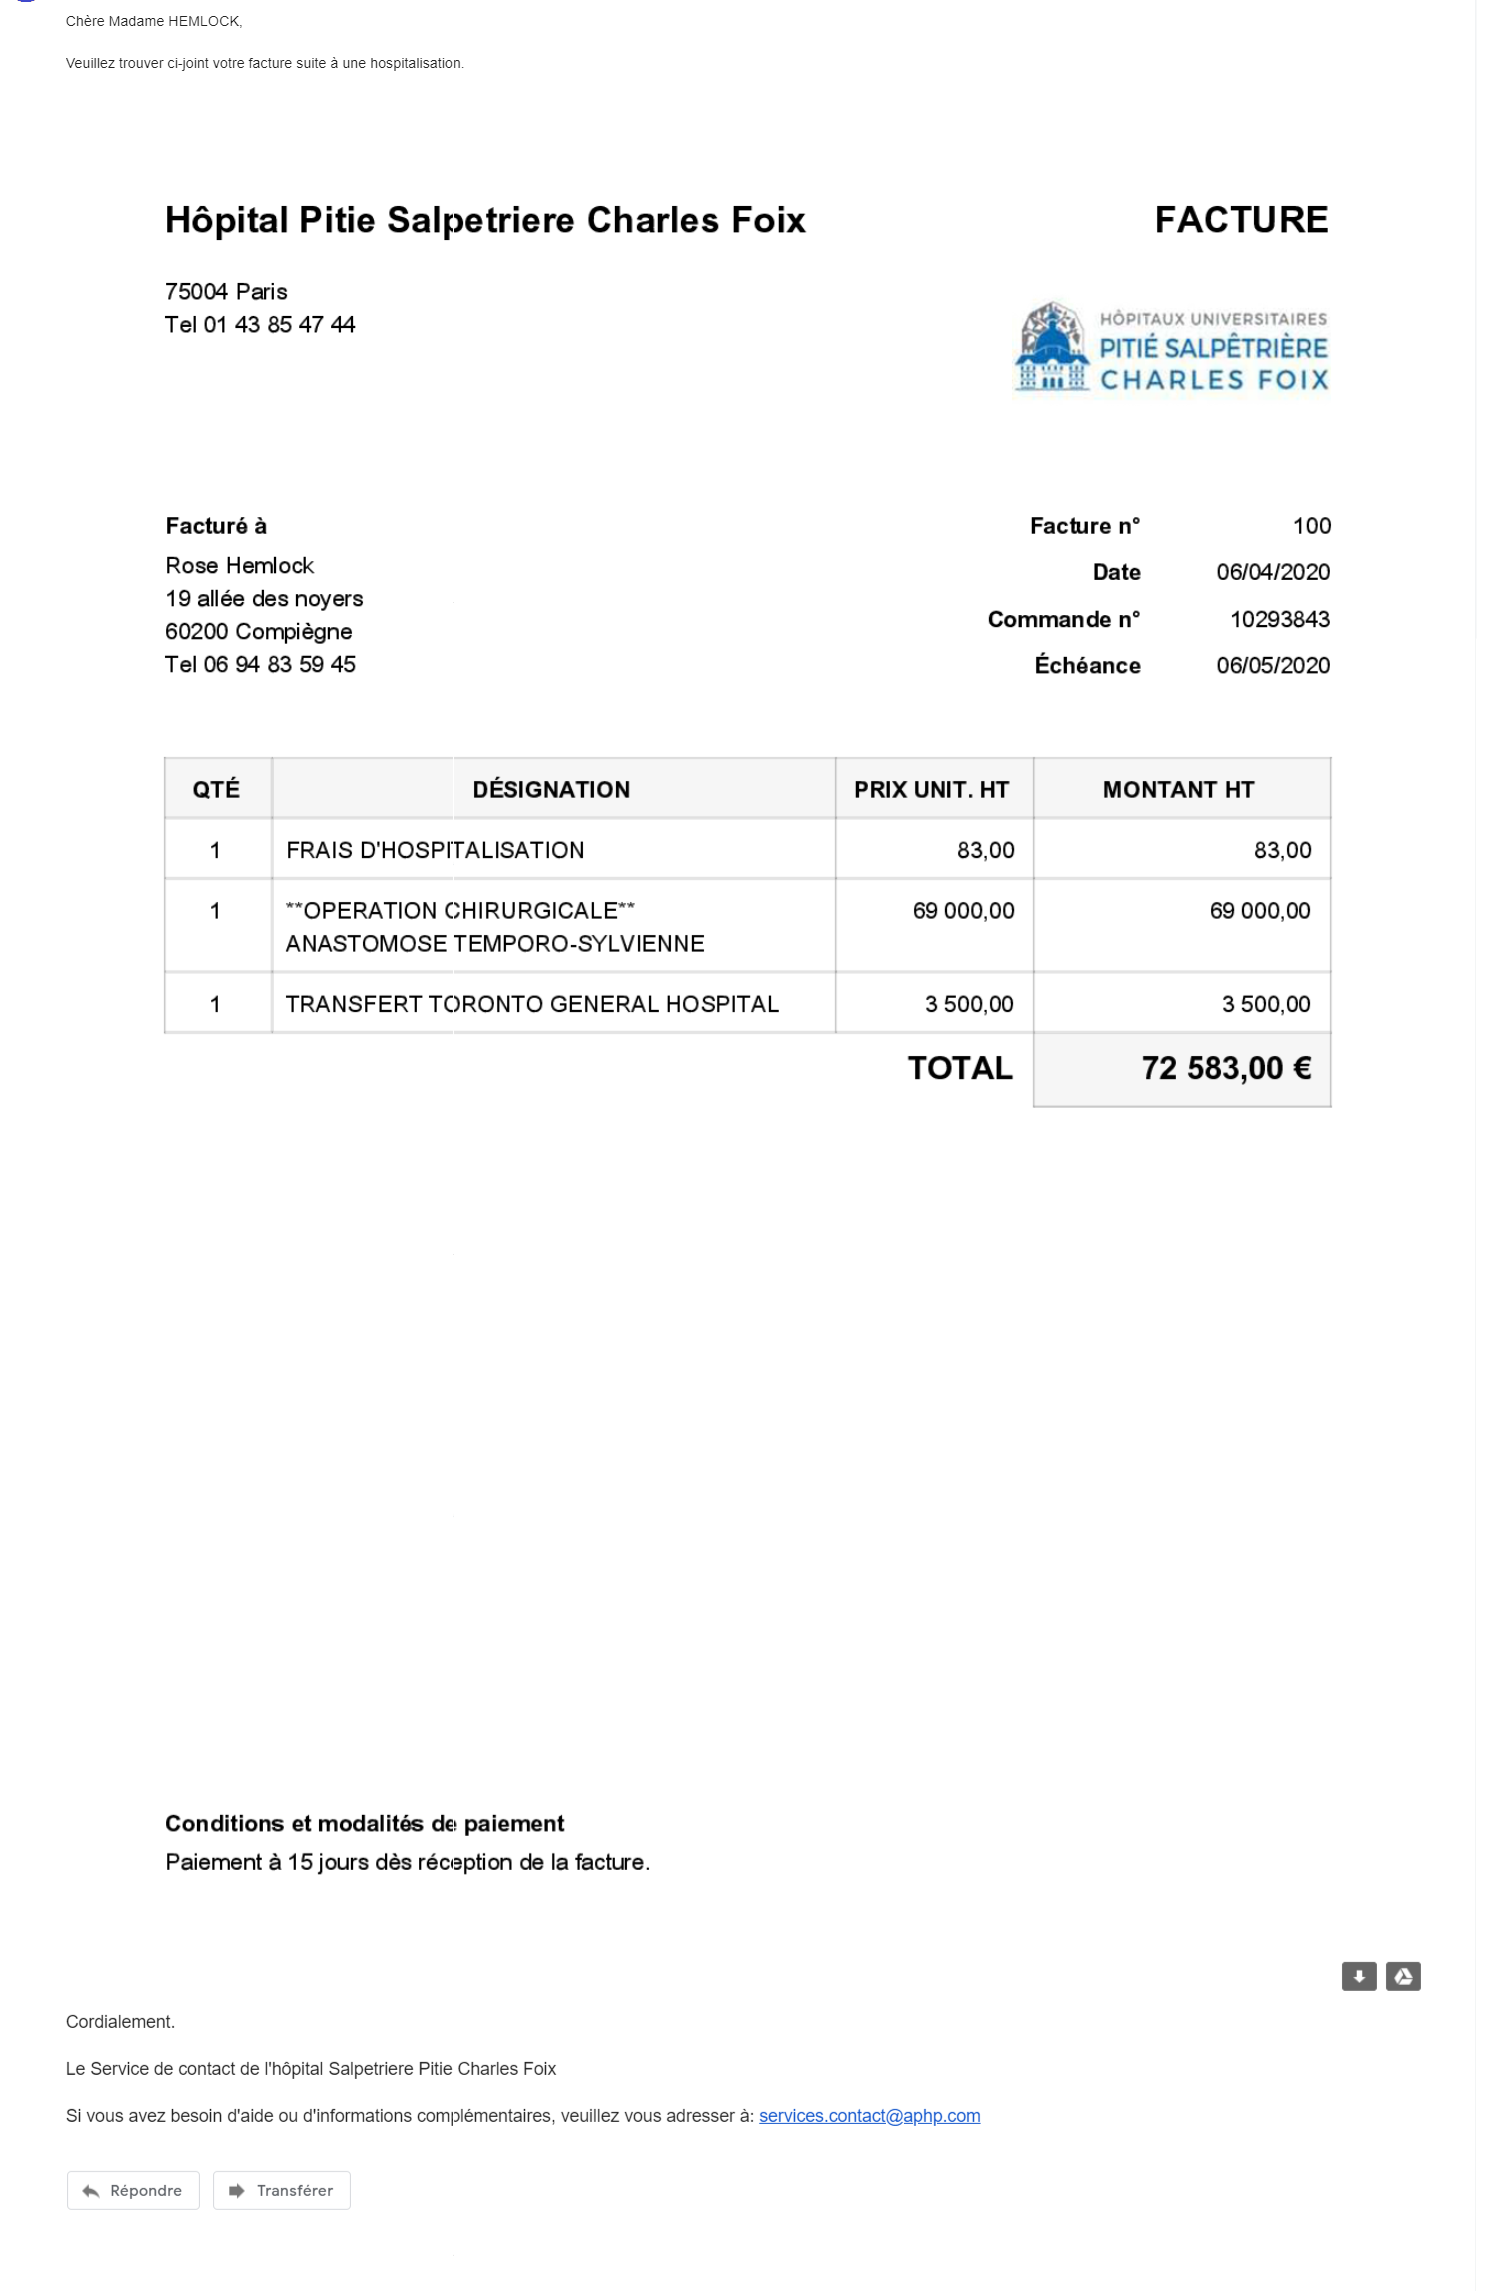 Chère Madame HEMLOCK,
Veuillez trouver ci-joint votre facture suite à une hospitalisation.
Hôpital Pitie Salpetriere Charles Foix
FACTURE
75004 Paris
Tel 01 43 85 47 44
HÔPITAUX UNIVERSITAIRES
PITIÉ SALPÊTRIÈRE
CHARLES FOIX
Facturé à
Rose Hemlock
19 allée des noyers
60200 Compiègne
Tel 06 94 83 59 45
Facture n° 100
Date 06/04/2020
Commande n° 10293843
Échéance 06/05/2020
QTÉ DÉSIGNATION PRIX UNIT. HT MONTANT HT
1 FRAIS D'HOSPITALISATION 83,00 83,00
1 **OPERATION CHIRURGICALE** 69 000,00 69 000,00
ANASTOMOSE TEMPORO-SYLVIENNE
1 TRANSFERT TORONTO GENERAL HOSPITAL 3 500,00 3 500,00
TOTAL 72 583,00 €
Conditions et modalités de paiement
Paiement à 15 jours dès réception de la facture.
Cordialement.
Le Service de contact de l'hôpital Salpetriere Pitie Charles Foix
Si vous avez besoin d'aide ou d'informations complémentaires, veuillez vous adresser à: services.contact@aphp.com
Répondre Transférer